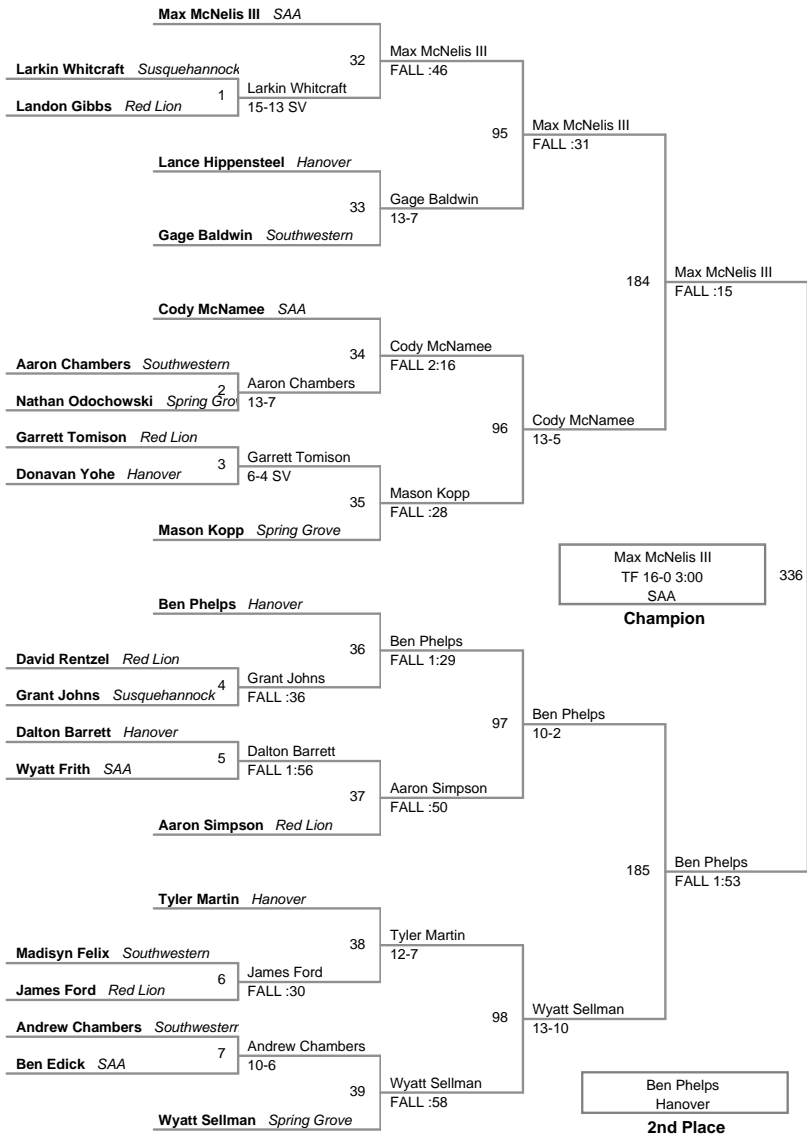 Max McNelis III SAA
32 Max McNelis III
FALL :46
Larkin Whitcraft Susquehannock
1 Larkin Whitcraft
15-13 SV
Landon Gibbs Red Lion
95 Max McNelis III
FALL :31
Lance Hippensteel Hanover
33 Gage Baldwin
13-7
Gage Baldwin Southwestern
184 Max McNelis III
FALL :15
Cody McNamee SAA
34 Cody McNamee
FALL 2:16
Aaron Chambers Southwestern
2 Aaron Chambers
13-7
Nathan Odochowski Spring
96 Cody McNamee
13-5
Garrett Tomison Red Lion
3 Garrett Tomison
6-4 SV
Donavan Yohe Hanover
35 Mason Kopp
FALL :28
Mason Kopp Spring Grove
Max McNelis III
TF 16-0 3:00
SAA
336
Champion
Ben Phelps Hanover
36 Ben Phelps
FALL 1:29
David Rentzel Red Lion
4 Grant Johns
FALL :36
Grant Johns Susquehannock
97 Ben Phelps
10-2
Dalton Barrett Hanover
5 Dalton Barrett
FALL 1:56
Wyatt Frith SAA
37 Aaron Simpson
FALL :50
Aaron Simpson Red Lion
185 Ben Phelps
FALL 1:53
Tyler Martin Hanover
38 Tyler Martin
12-7
Madisyn Felix Southwestern
6 James Ford
FALL :30
James Ford Red Lion
98 Wyatt Sellman
13-10
Andrew Chambers Southwestern
7 Andrew Chambers
10-6
Ben Edick SAA
39 Wyatt Sellman
FALL :58
Wyatt Sellman Spring Grove
Ben Phelps
Hanover
2nd Place